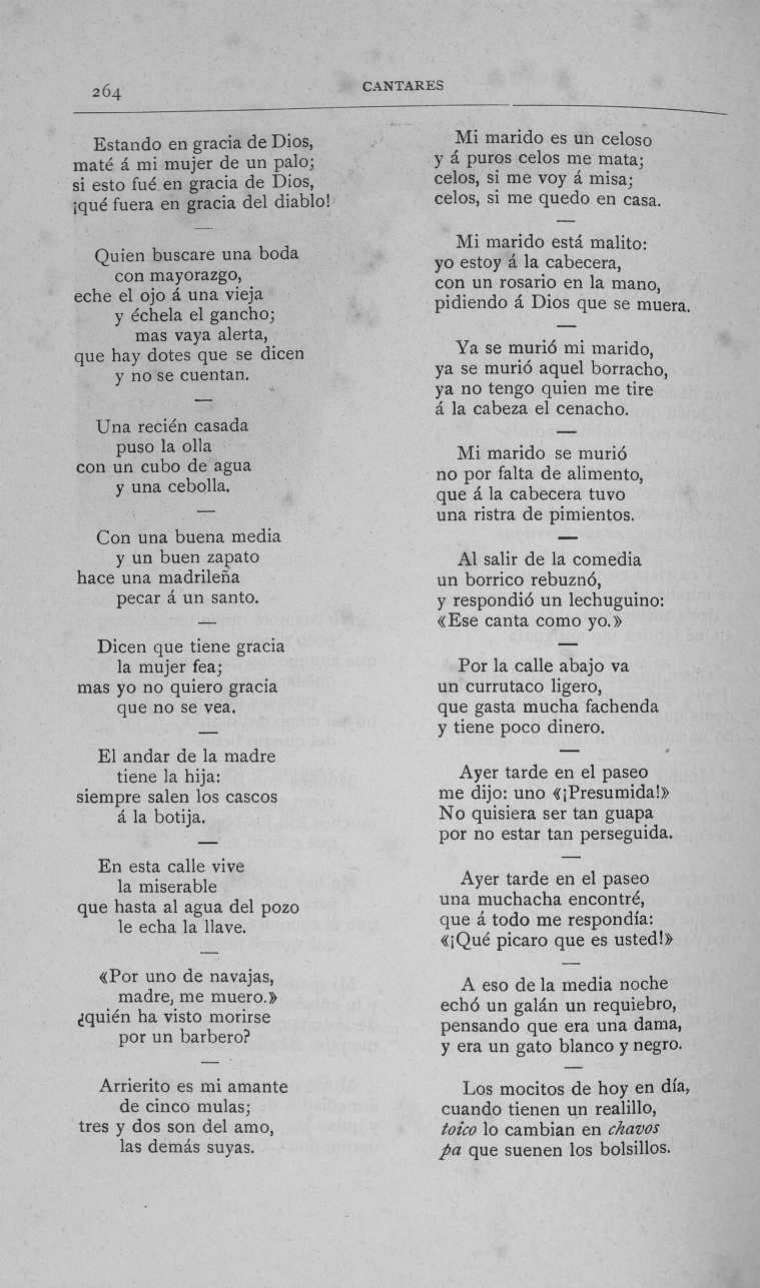 264
CANTARES
Estando en gracia de Dios,
maté á mi mujer de un palo;
si esto fué en gracia de Dios,
¡qué fuera en gracia del diablo!
—
Quien buscare una boda
con mayorazgo,
eche el ojo á una vieja
y échela el gancho;
mas vaya alerta,
que hay dotes que se dicen
y no se cuentan.
—
Una recién casada
puso la olla
con un cubo de agua
y una cebolla.
—
Con una buena media
y un buen zapato
hace una madrileña
pecar á un santo.
—
Dicen que tiene gracia
la mujer fea;
mas yo no quiero gracia
que no se vea.
—
El andar de la madre
tiene la hija:
siempre salen los cascos
á la botija.
—
En esta calle vive
la miserable
que hasta al agua del pozo
le echa la llave.
—
«Por uno de navajas,
madre, me muero.»
¿quién ha visto morirse
por un barbero?
—
Arrierito es mi amante
de cinco mulas;
tres y dos son del amo,
las demás suyas.
Mi marido es un celoso
y á puros celos me mata;
celos, si me voy á misa;
celos, si me quedo en casa.
—
Mi marido está malito:
yo estoy á la cabecera,
con un rosario en la mano,
pidiendo á Dios que se muera.
—
Ya se murió mi marido,
ya se murió aquel borracho,
ya no tengo quien me tire
á la cabeza el cenacho.
—
Mi marido se murió
no por falta de alimento,
que á la cabecera tuvo
una ristra de pimientos.
—
Al salir de la comedia
un borrico rebuznó,
y respondió un lechuguino:
«Ese canta como yo.»
—
Por la calle abajo va
un currutaco ligero,
que gasta mucha fachenda
y tiene poco dinero.
—
Ayer tarde en el paseo
me dijo: uno «¡Presumida!»
No quisiera ser tan guapa
por no estar tan perseguida.
—
Ayer tarde en el paseo
una muchacha encontré,
que á todo me respondía:
«¡Qué picaro que es usted!»
—
A eso de la media noche
echó un galán un requiebro,
pensando que era una dama,
y era un gato blanco y negro.
—
Los mocitos de hoy en día,
cuando tienen un realillo,
toico lo cambian en chavos
pa que suenen los bolsillos.